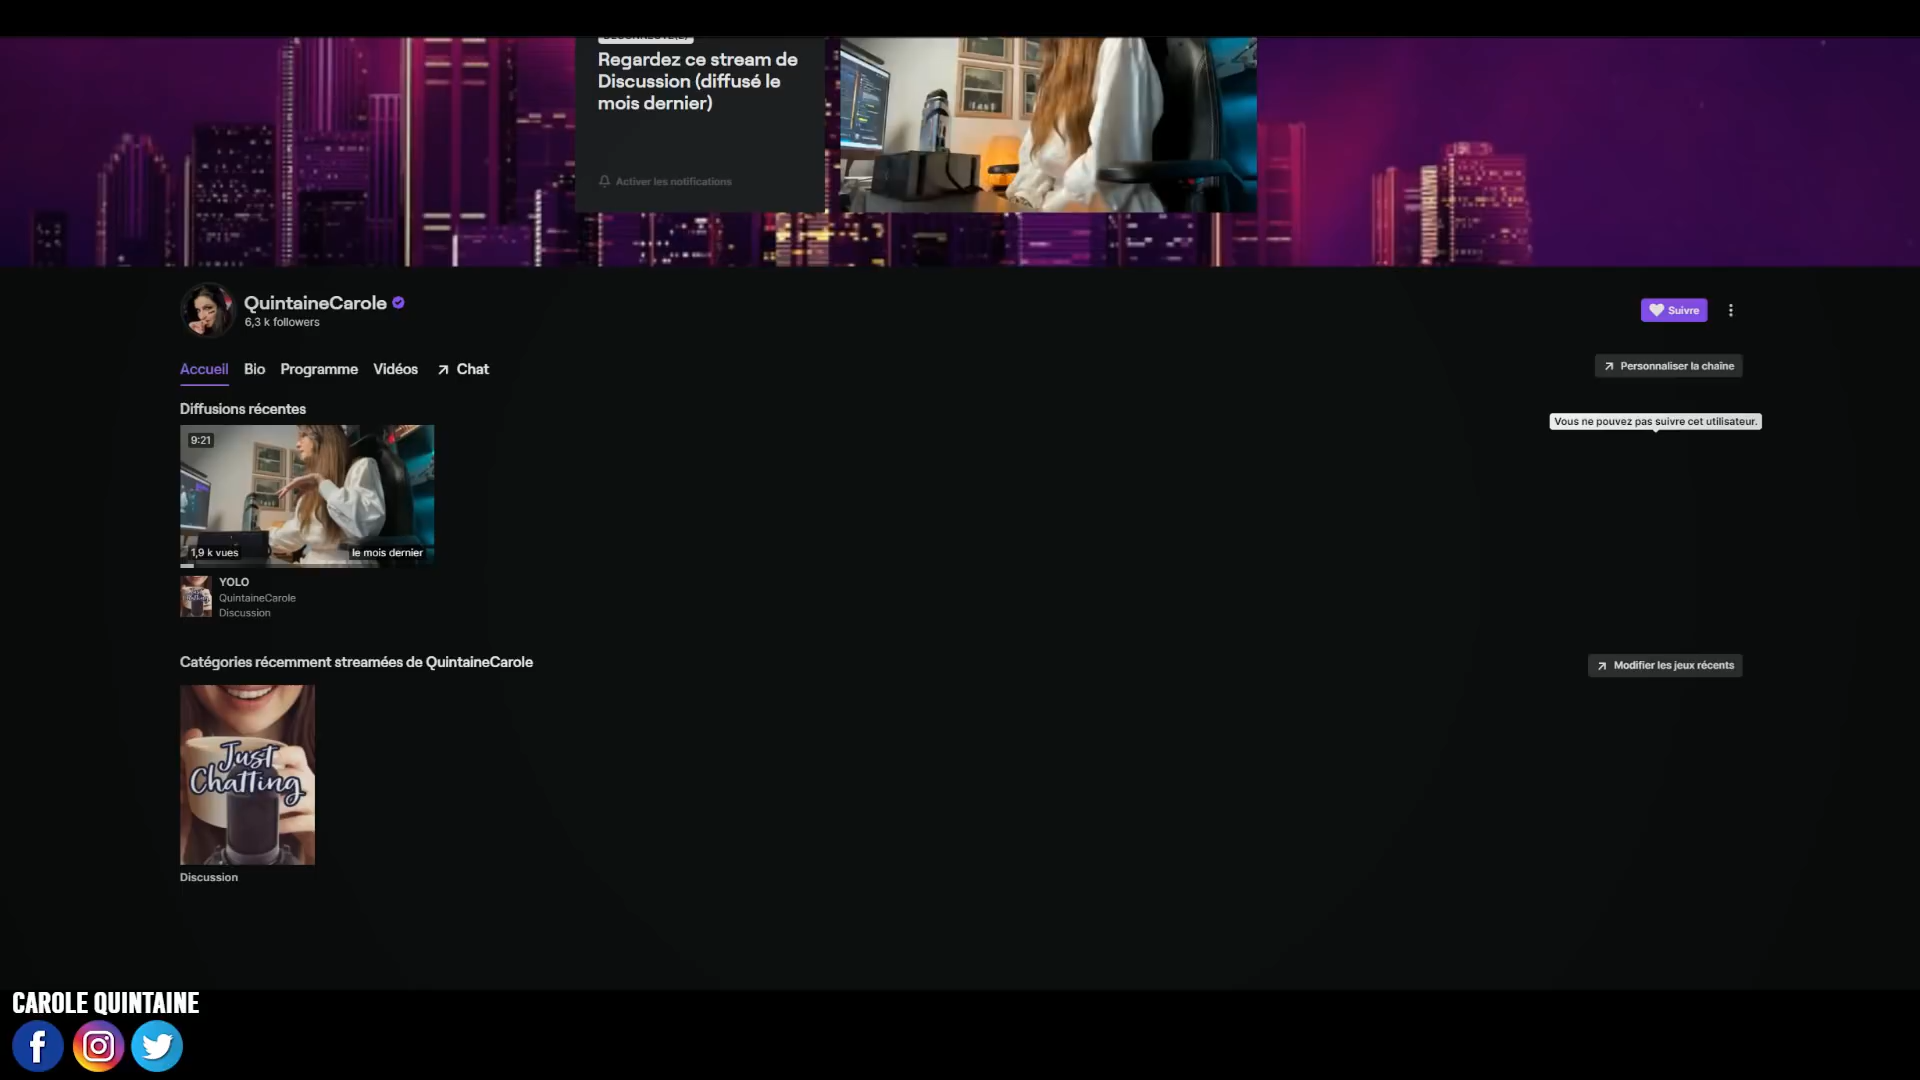 Regardez ce stream de
Discussion (diffusé le
mois dernier)
Activer les notifications
QuintaineCarole
6,3 k followers
Suivre
Accueil Bio Programme Vidéos Chat
Personnaliser la chaîne
Diffusions récentes
Vous ne pouvez pas suivre cet utilisateur.
9:21
1,9 k vues
le mois dernier
YOLO
QuintaineCarole
Discussion
Catégories récemment streamées de QuintaineCarole
Modifier les jeux récents
Just
Chatting
Discussion
CAROLE QUINTAINE